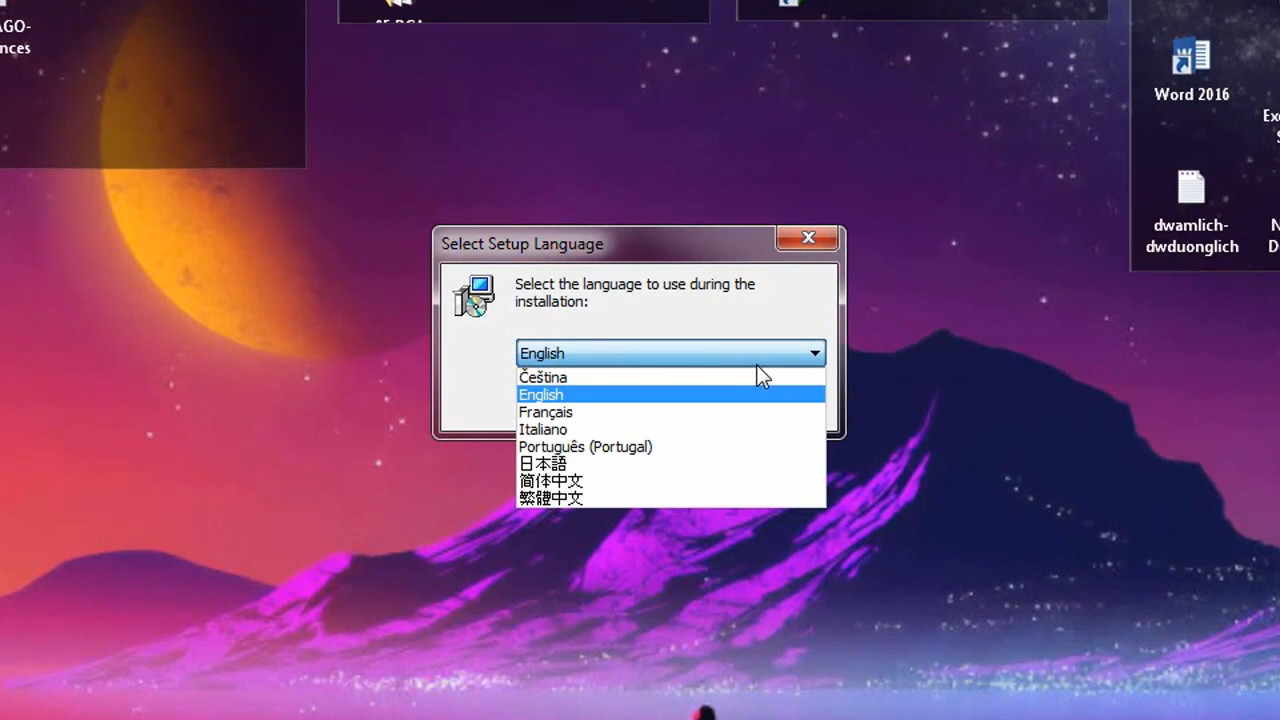 AGO-
nces
Word 2016
dwamlich-
dwduonglich
Select Setup Language
Select the language to use during the
installation:
English
Čeština
English
Français
Italiano
Português (Portugal)
日本語
简体中文
繁體中文